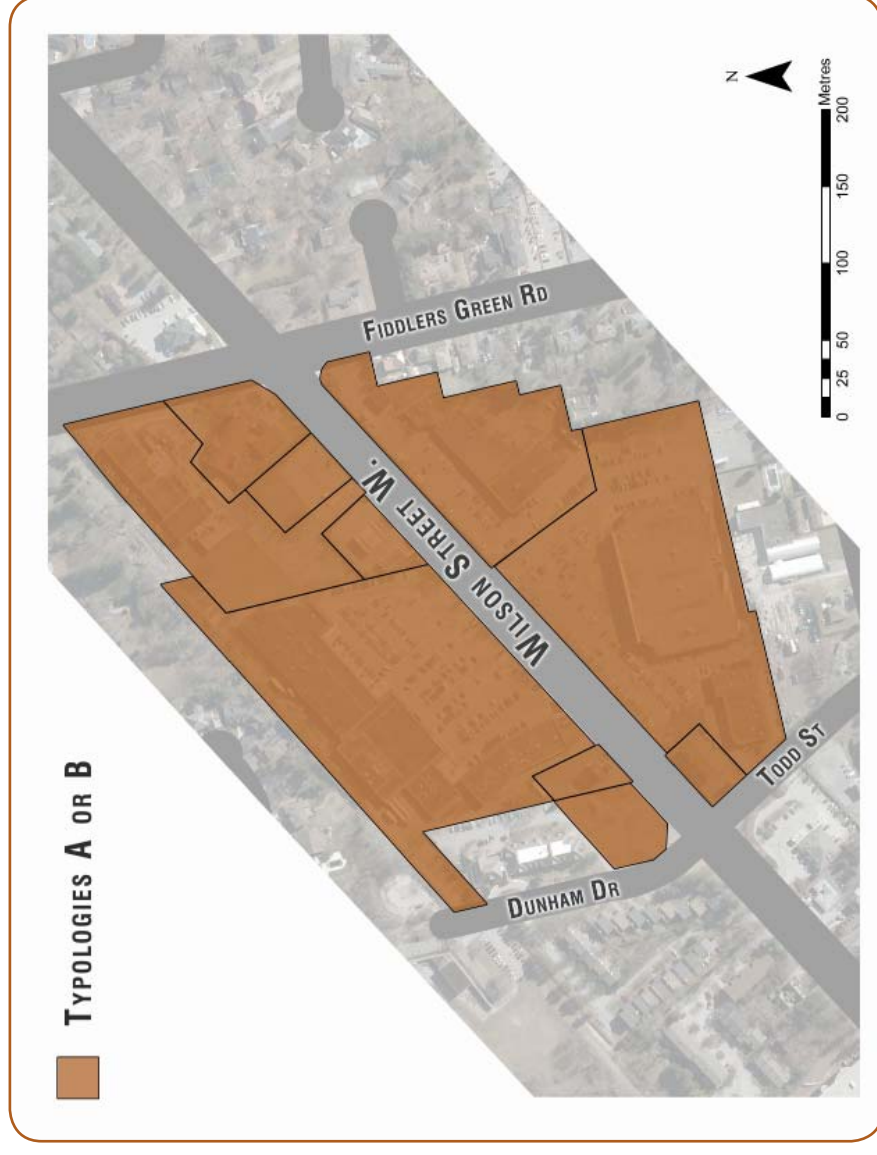 TYPOLOGIES A OR B
FIDDLERS GREEN RD
WILSON STREET W.
DUNHAM DR
TODD ST
N
Metres
0 25 50 100 150 200